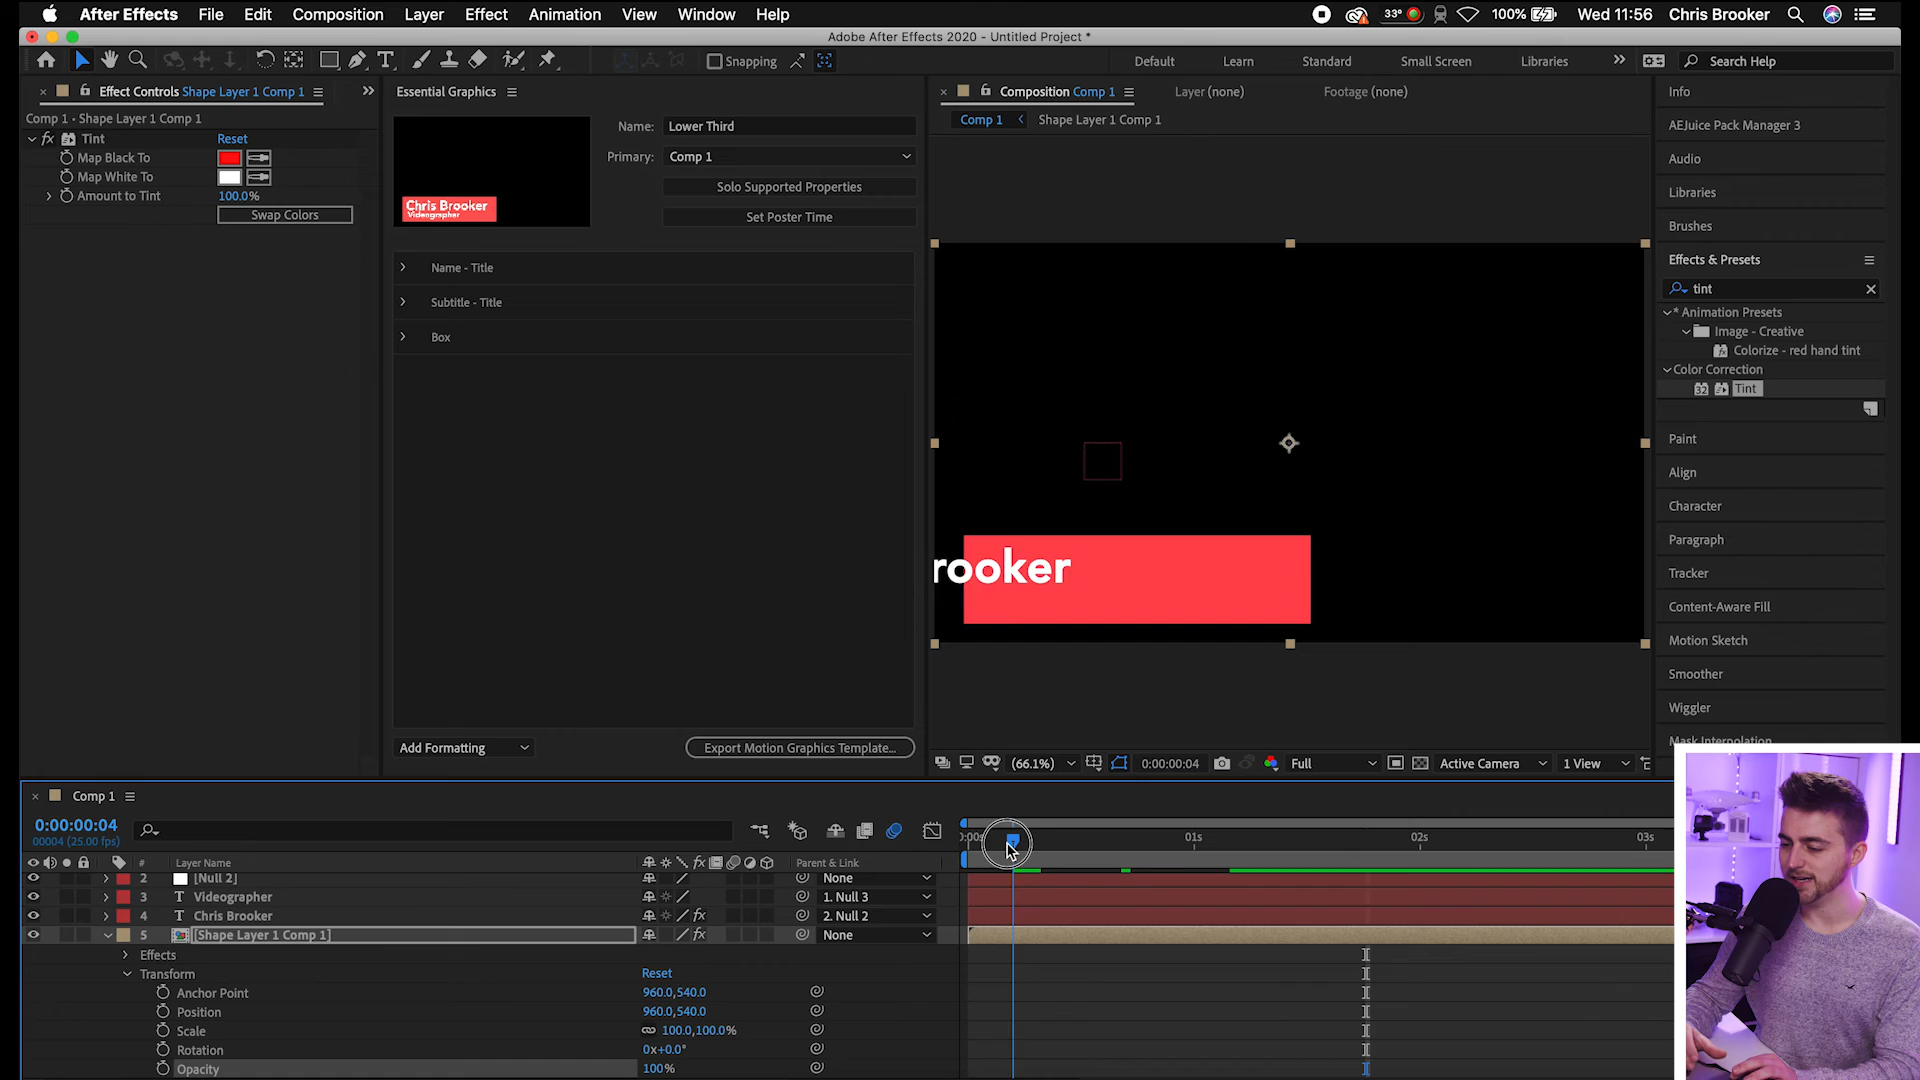 After Effects File Edit Composition Layer Effect Animation View Window Help 33° 100% Wed 11:56 Chris Brooker
Adobe After Effects 2020 - Untitled Project *
Snapping Default Learn Standard Small Screen Libraries Search Help
Effect Controls Shape Layer 1 Comp 1
Comp 1 • Shape Layer 1 Comp 1
fx Tint Reset
Map Black To
Map White To
Amount to Tint 100.0%
Swap Colors
Essential Graphics
Chris Brooker
Videographer
Name: Lower Third
Primary: Comp 1
Solo Supported Properties
Set Poster Time
Name - Title
Subtitle - Title
Box
Add Formatting
Export Motion Graphics Template...
Composition Comp 1 Layer (none) Footage (none)
Comp 1 Shape Layer 1 Comp 1
rooker
(66.1%) 0:00:00:04 Full Active Camera 1 View
Info
AEJuice Pack Manager 3
Audio
Libraries
Brushes
Effects & Presets
tint
* Animation Presets
Image - Creative
Colorize - red hand tint
Color Correction
32 Tint
Paint
Align
Character
Paragraph
Tracker
Content-Aware Fill
Motion Sketch
Smoother
Wiggler
Mask Interpolation
Comp 1
0:00:00:04
00004 (25.00 fps)
0:00s 01s 02s 03s
# Layer Name fx Parent & Link
2 [Null 2] None
3 T Videographer 1. Null 3
4 T Chris Brooker fx 2. Null 2
5 [Shape Layer 1 Comp 1] fx None
Effects
Transform Reset
Anchor Point 960.0,540.0
Position 960.0,540.0
Scale 100.0,100.0%
Rotation 0x+0.0°
Opacity 100%